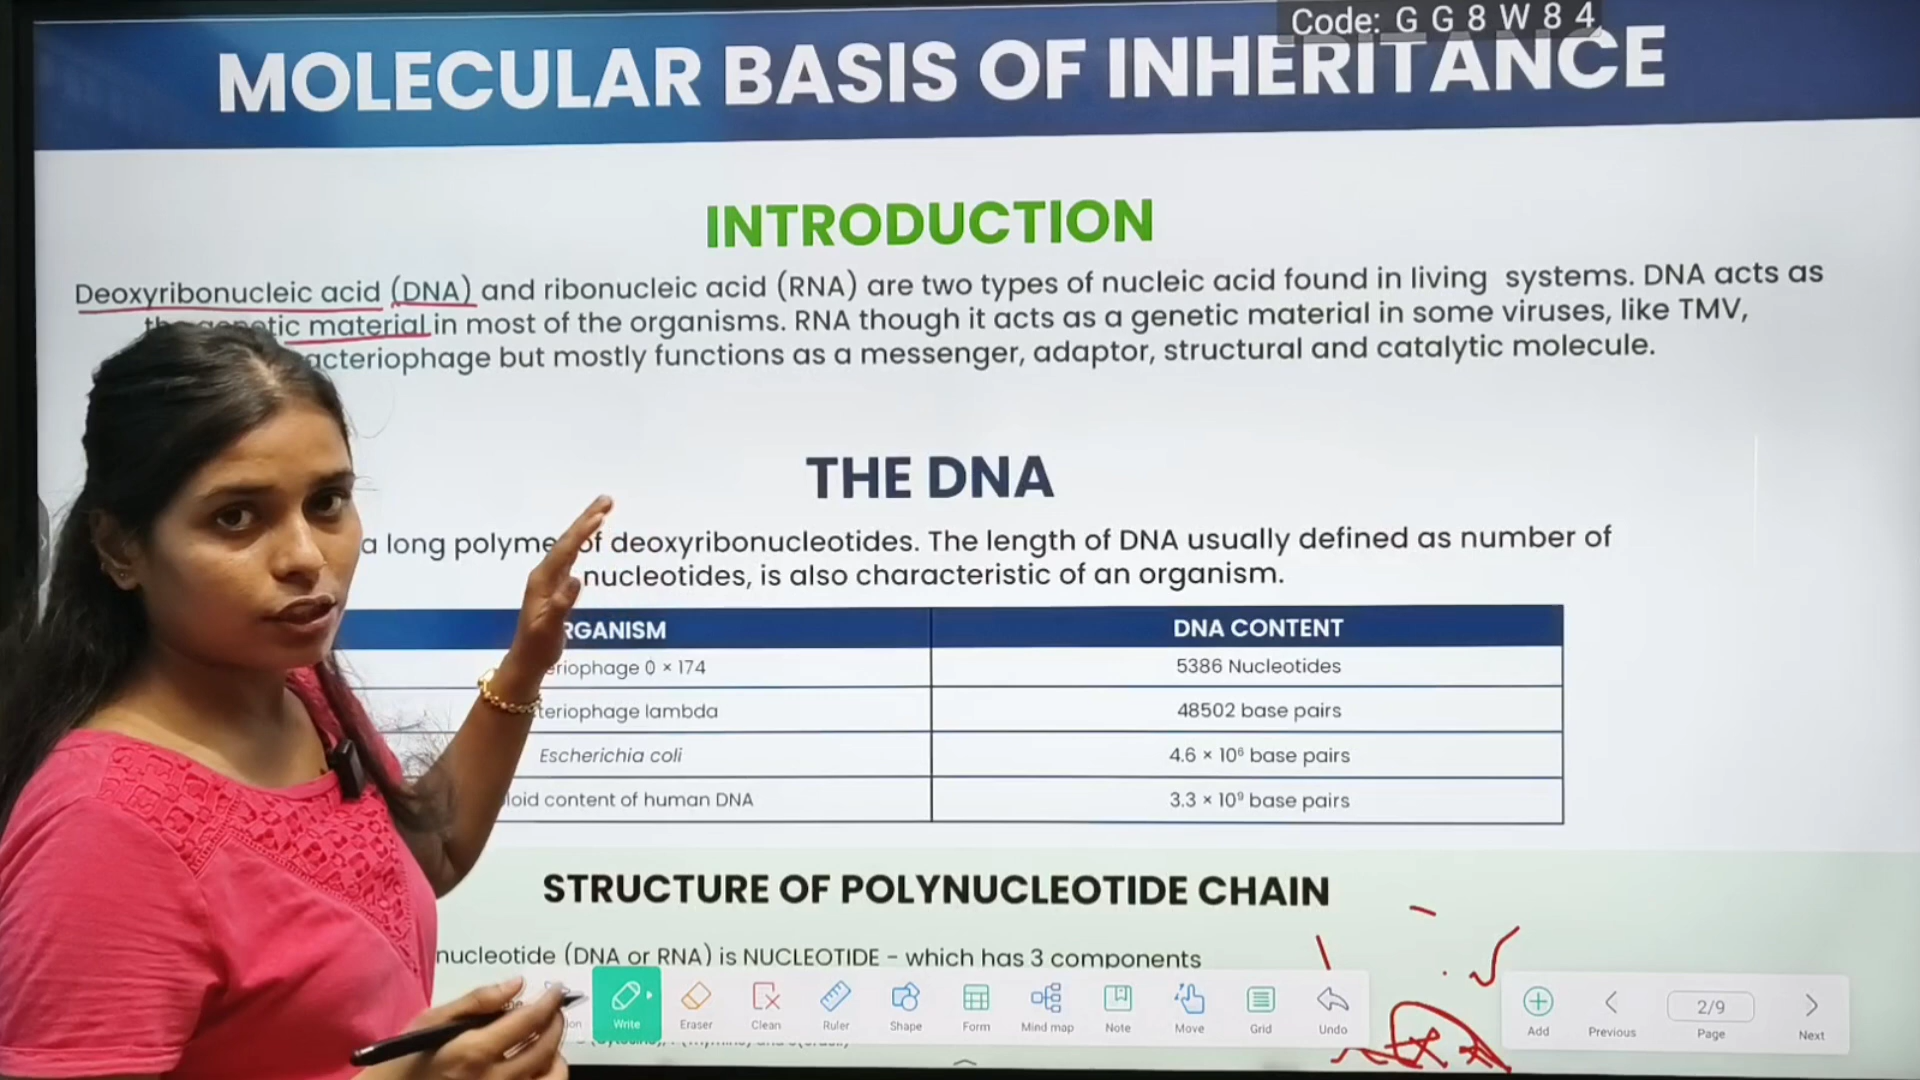 Code: G G 8 W 8 4
MOLECULAR BASIS OF INHERITANCE
INTRODUCTION
Deoxyribonucleic acid (DNA) and ribonucleic acid (RNA) are two types of nucleic acid found in living systems. DNA acts as
material in most of the organisms. RNA though it acts as a genetic material in some viruses, like TMV,
but mostly functions as a messenger, adaptor, structural and catalytic molecule.
THE DNA
a long of deoxyribonucleotides. The length of DNA usually defined as number of
nucleotides, is also characteristic of an organism.
DNA CONTENT
0 × 174 5386 Nucleotides
lambda 48502 base pairs
Escherichia coli 4.6 × 10⁶ base pairs
content of human DNA 3.3 × 10⁹ base pairs
STRUCTURE OF POLYNUCLEOTIDE CHAIN
nucleotide (DNA or RNA) is NUCLEOTIDE - which has 3 components
Write Eraser Clean Ruler Shape Form Mind map Note Move Grid Undo
Add Previous 2/9 Page Next